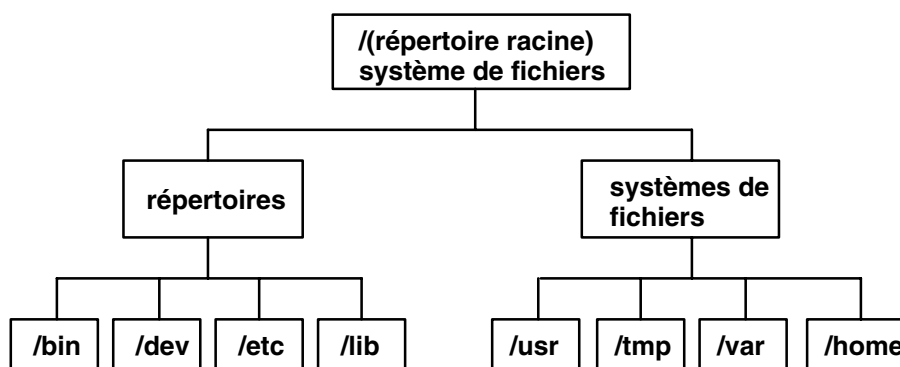 /(répertoire racine)
système de fichiers
répertoires
systèmes de
fichiers
/bin
/dev
/etc
/lib
/usr
/tmp
/var
/home